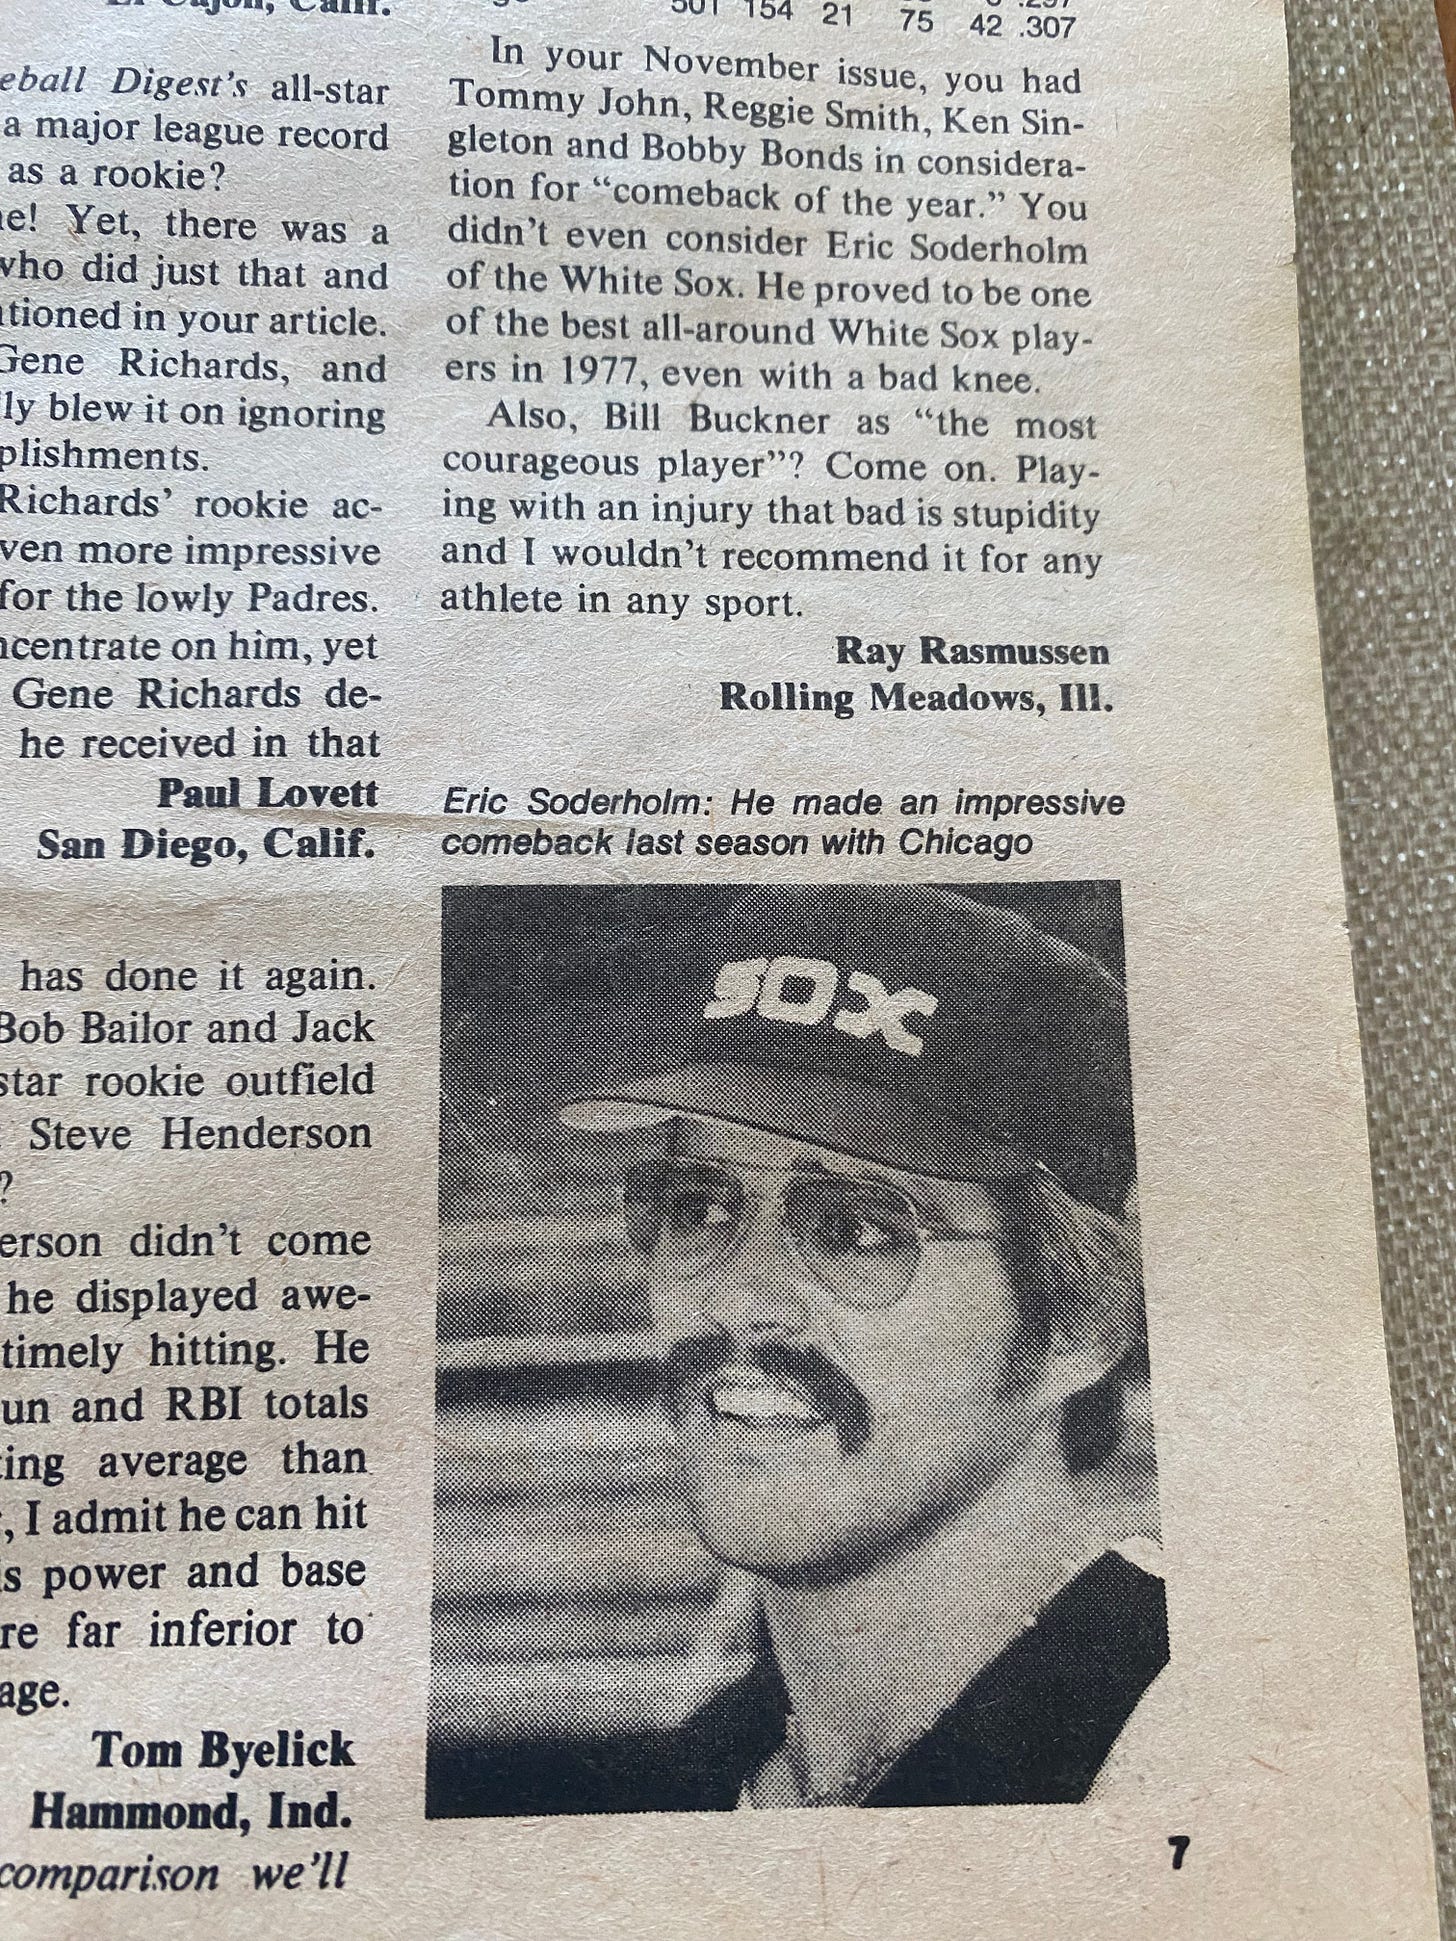 Calif.
eball Digest's all-star
a major league record
as a rookie?
Yet, there was a
who did just that and
tioned in your article.
Gene Richards, and
ly blew it on ignoring
plishments.
Richards' rookie ac-
ven more impressive
for the lowly Padres.
ncentrate on him, yet
Gene Richards de-
he received in that
Paul Lovett
San Diego, Calif.
has done it again.
Bob Bailor and Jack
star rookie outfield
Steve Henderson
?
erson didn't come
he displayed awe-
timely hitting. He
un and RBI totals
ting average than
, I admit he can hit
is power and base
re far inferior to
age.
Tom Byelick
Hammond, Ind.
comparison we'll
501 154 21 75 42 .307
In your November issue, you had
Tommy John, Reggie Smith, Ken Sin-
gleton and Bobby Bonds in considera-
tion for “comeback of the year.” You
didn't even consider Eric Soderholm
of the White Sox. He proved to be one
of the best all-around White Sox play-
ers in 1977, even with a bad knee.
Also, Bill Buckner as “the most
courageous player”? Come on. Play-
ing with an injury that bad is stupidity
and I wouldn't recommend it for any
athlete in any sport.
Ray Rasmussen
Rolling Meadows, Ill.
Eric Soderholm: He made an impressive
comeback last season with Chicago
SOX
7